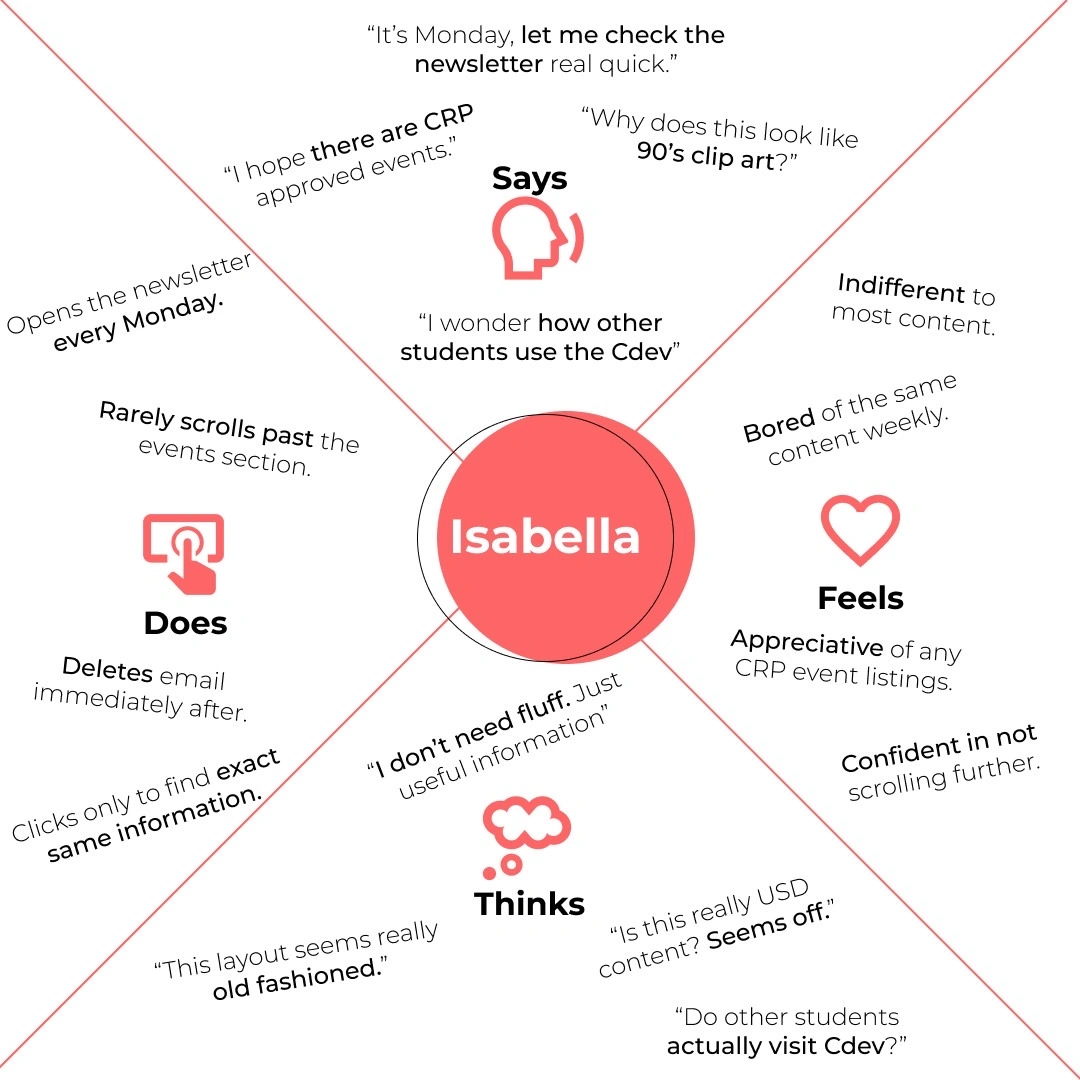 “It’s Monday, let me check the
newsletter real quick.”
“I hope there are CRP
approved events.”
“Why does this look like
90’s clip art?”
Says
“I wonder how other
students use the Cdev”
Opens the newsletter
every Monday.
Rarely scrolls past the
events section.
Does
Deletes email
immediately after.
Clicks only to find exact
same information.
Isabella
Indifferent to
most content.
Bored of the same
content weekly.
Feels
Appreciative of any
CRP event listings.
Confident in not
scrolling further.
“I don’t need fluff. Just
useful information”
Thinks
“This layout seems really
old fashioned.”
“Is this really USD
content? Seems off.”
“Do other students
actually visit Cdev?”